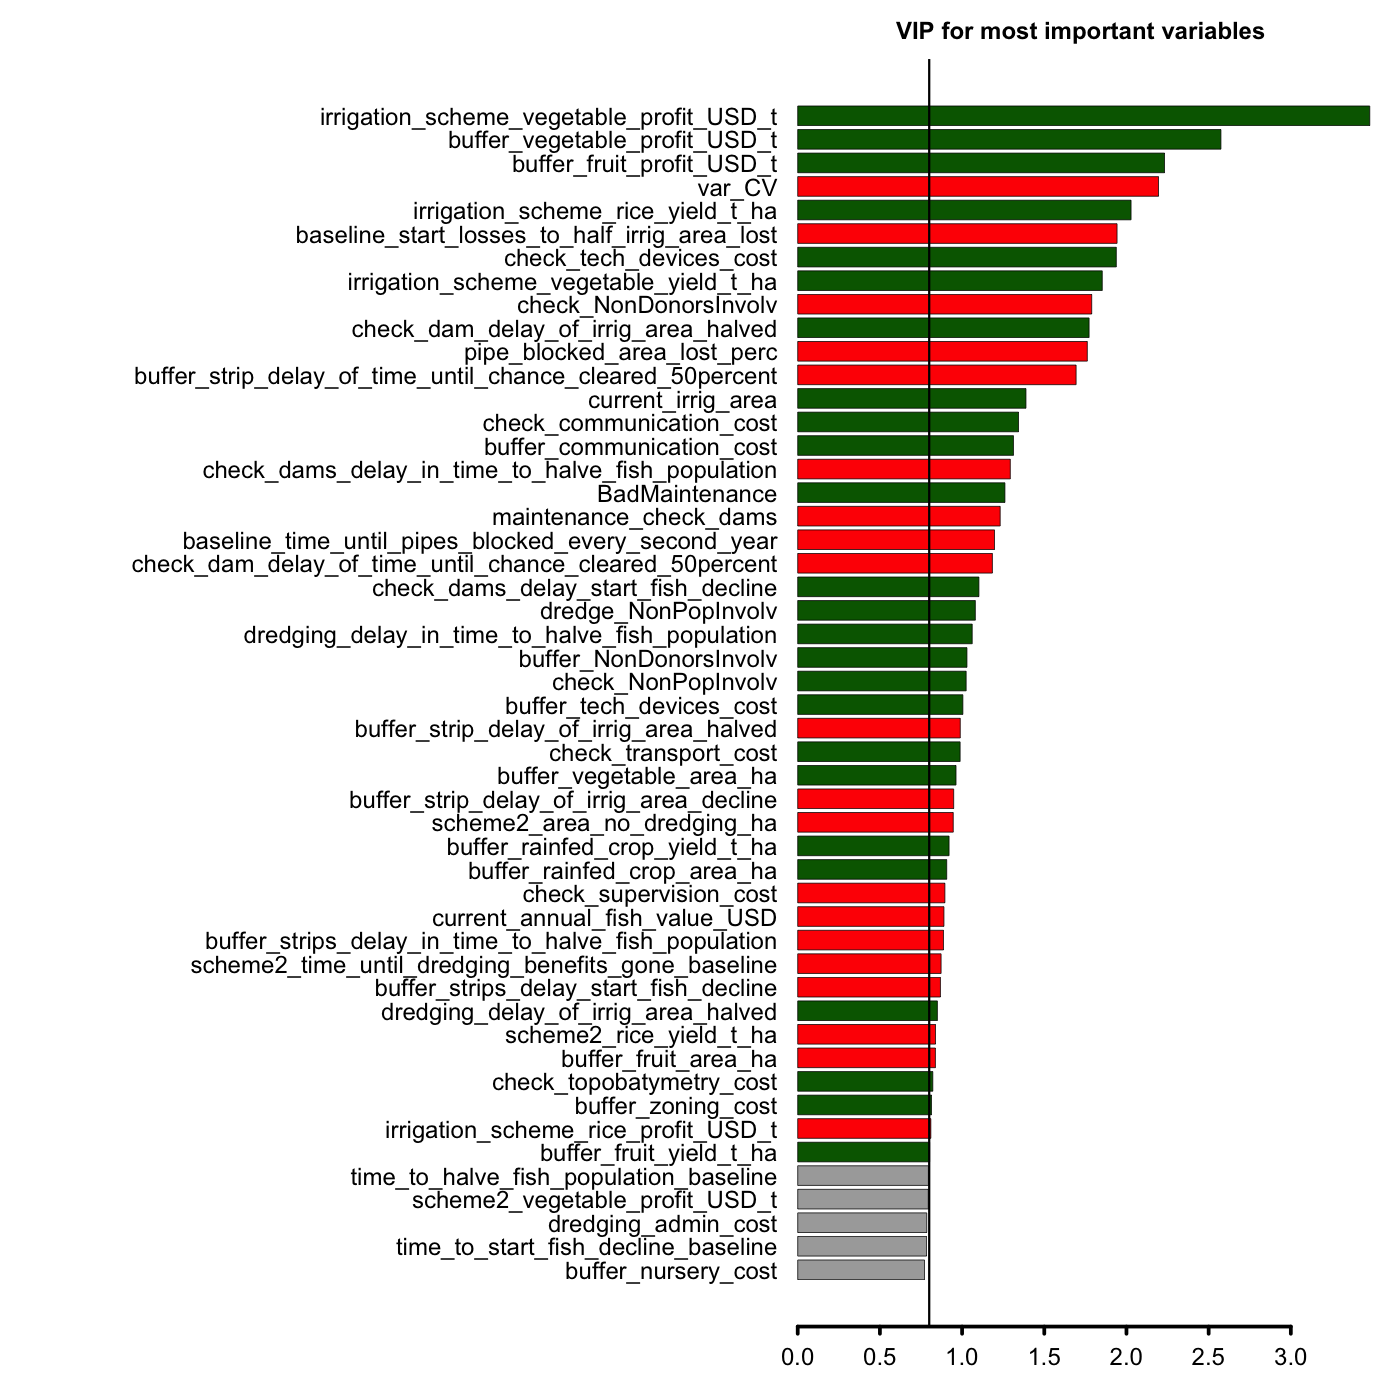 VIP for most important variables
irrigation_scheme_vegetable_profit_USD_t
buffer_vegetable_profit_USD_t
buffer_fruit_profit_USD_t
var_CV
irrigation_scheme_rice_yield_t_ha
baseline_start_losses_to_half_irrig_area_lost
check_tech_devices_cost
irrigation_scheme_vegetable_yield_t_ha
check_NonDonorsInvolv
check_dam_delay_of_irrig_area_halved
pipe_blocked_area_lost_perc
buffer_strip_delay_of_time_until_chance_cleared_50percent
current_irrig_area
check_communication_cost
buffer_communication_cost
check_dams_delay_in_time_to_halve_fish_population
BadMaintenance
maintenance_check_dams
baseline_time_until_pipes_blocked_every_second_year
check_dam_delay_of_time_until_chance_cleared_50percent
check_dams_delay_start_fish_decline
dredge_NonPopInvolv
dredging_delay_in_time_to_halve_fish_population
buffer_NonDonorsInvolv
check_NonPopInvolv
buffer_tech_devices_cost
buffer_strip_delay_of_irrig_area_halved
check_transport_cost
buffer_vegetable_area_ha
buffer_strip_delay_of_irrig_area_decline
scheme2_area_no_dredging_ha
buffer_rainfed_crop_yield_t_ha
buffer_rainfed_crop_area_ha
check_supervision_cost
current_annual_fish_value_USD
buffer_strips_delay_in_time_to_halve_fish_population
scheme2_time_until_dredging_benefits_gone_baseline
buffer_strips_delay_start_fish_decline
dredging_delay_of_irrig_area_halved
scheme2_rice_yield_t_ha
buffer_fruit_area_ha
check_topobatymetry_cost
buffer_zoning_cost
irrigation_scheme_rice_profit_USD_t
buffer_fruit_yield_t_ha
time_to_halve_fish_population_baseline
scheme2_vegetable_profit_USD_t
dredging_admin_cost
time_to_start_fish_decline_baseline
buffer_nursery_cost
0.0 0.5 1.0 1.5 2.0 2.5 3.0